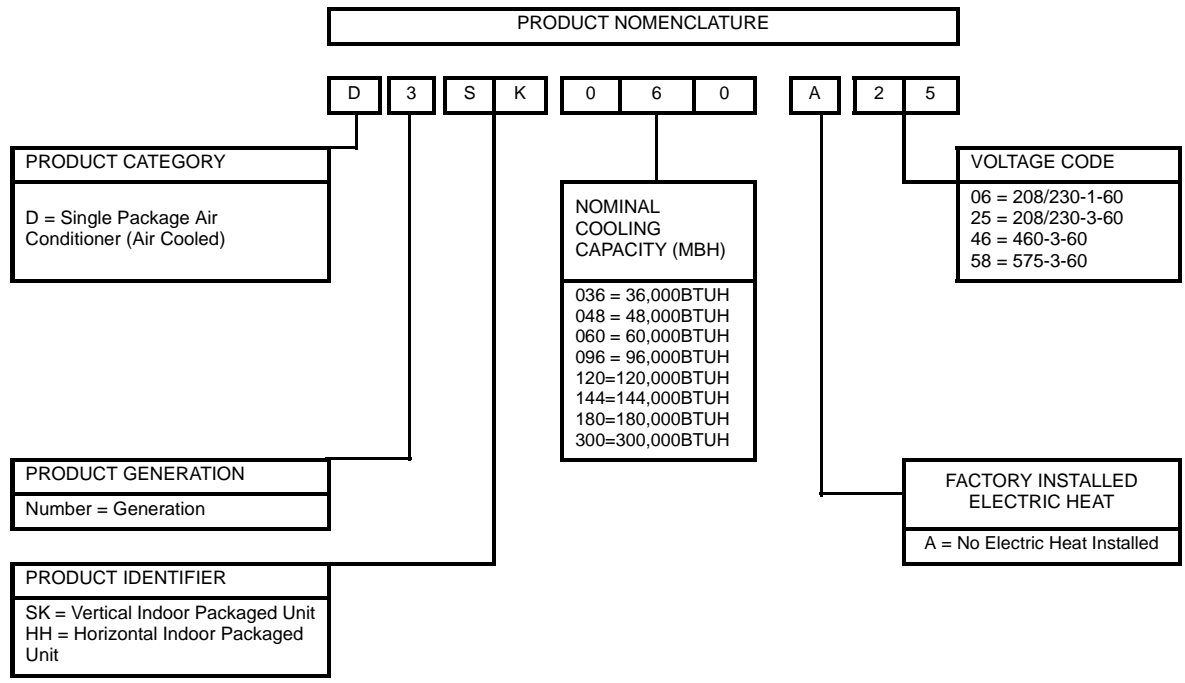 PRODUCT NOMENCLATURE
D 3 S K 0 6 0 A 2 5
PRODUCT CATEGORY
D = Single Package Air
Conditioner (Air Cooled)
NOMINAL
COOLING
CAPACITY (MBH)
036 = 36,000BTUH
048 = 48,000BTUH
060 = 60,000BTUH
096 = 96,000BTUH
120=120,000BTUH
144=144,000BTUH
180=180,000BTUH
300=300,000BTUH
VOLTAGE CODE
06 = 208/230-1-60
25 = 208/230-3-60
46 = 460-3-60
58 = 575-3-60
PRODUCT GENERATION
Number = Generation
FACTORY INSTALLED
ELECTRIC HEAT
A = No Electric Heat Installed
PRODUCT IDENTIFIER
SK = Vertical Indoor Packaged Unit
HH = Horizontal Indoor Packaged
Unit